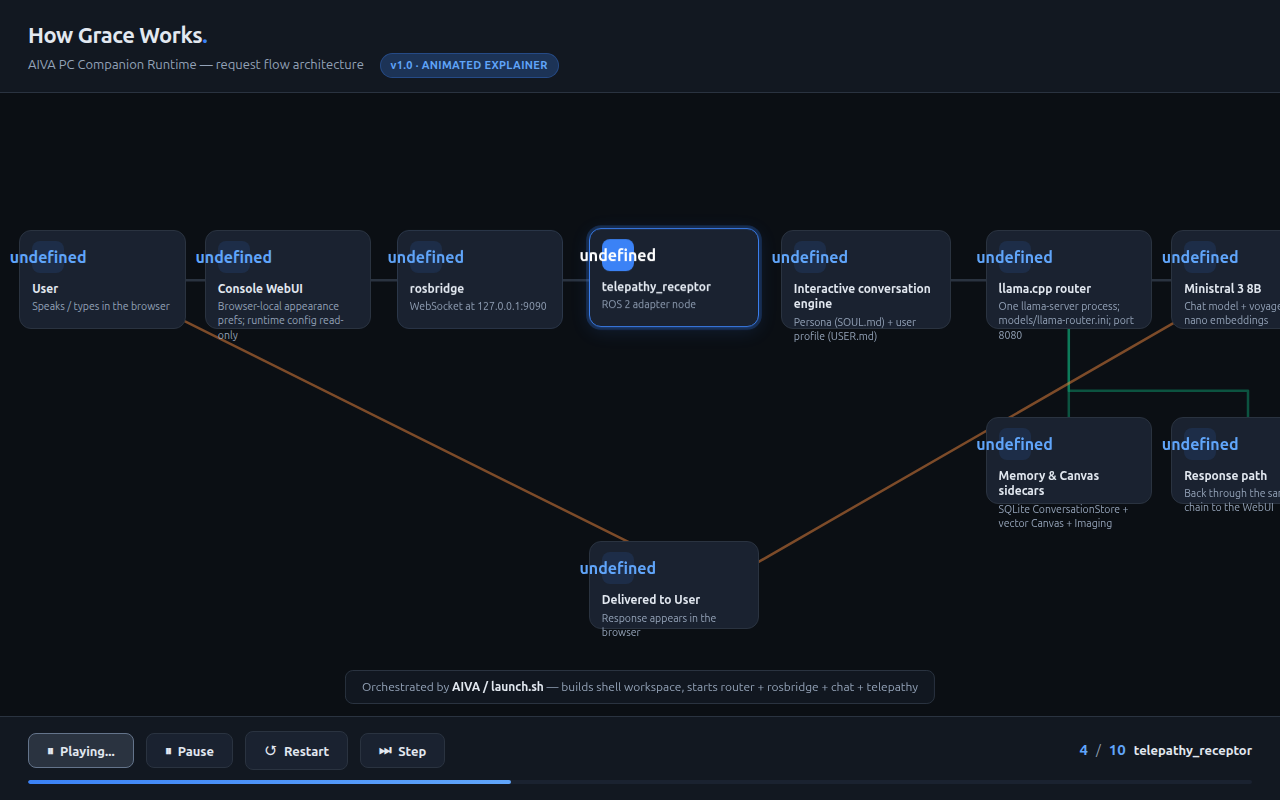 How Grace Works.
AIVA PC Companion Runtime — request flow architecture
v1.0 · ANIMATED EXPLAINER
undefined
User
Speaks / types in the browser
undefined
Console WebUI
Browser-local appearance
prefs; runtime config read-
only
undefined
rosbridge
WebSocket at 127.0.0.1:9090
undefined
telepathy_receptor
ROS 2 adapter node
undefined
Interactive conversation
engine
Persona (SOUL.md) + user
profile (USER.md)
undefined
llama.cpp router
One llama-server process;
models/llama-router.ini; port
8080
undefined
Ministral 3 8B
Chat model + voyage
nano embeddings
undefined
Memory & Canvas
sidecars
SQLite ConversationStore +
vector Canvas + Imaging
undefined
Response path
Back through the sa
chain to the WebUI
undefined
Delivered to User
Response appears in the
browser
Orchestrated by AIVA / launch.sh — builds shell workspace, starts router + rosbridge + chat + telepathy
Playing...
Pause
Restart
Step
4 / 10 telepathy_receptor